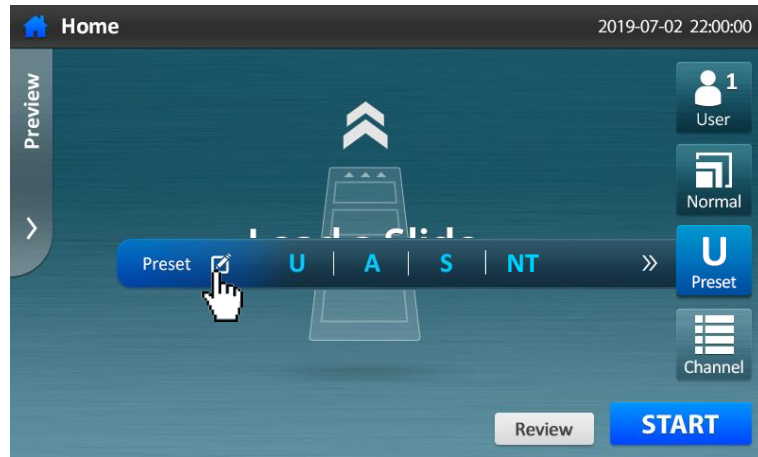 Home
2019-07-02 22:00:00
Preview
1
User
Normal
Preset
U | A | S | NT
U
Preset
Channel
Review
START